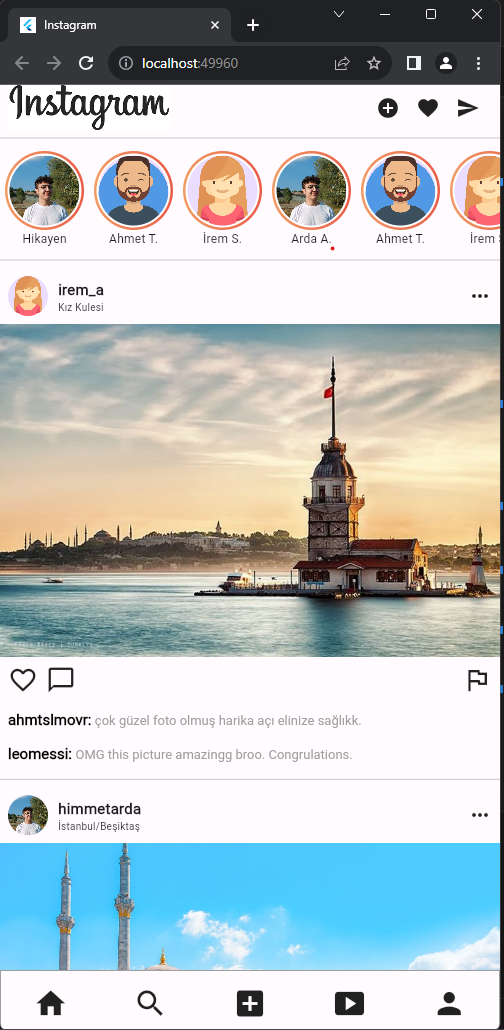 Instagram
localhost:49960
Instagram
Hikayen
Ahmet T.
İrem S.
Arda A.
Ahmet T.
İrem
irem_a
Kız Kulesi
ahmtslmovr: çok güzel foto olmuş harika açı elinize sağlıkk.
leomessi: OMG this picture amazingg broo. Congrulations.
himmetarda
İstanbul/Beşiktaş